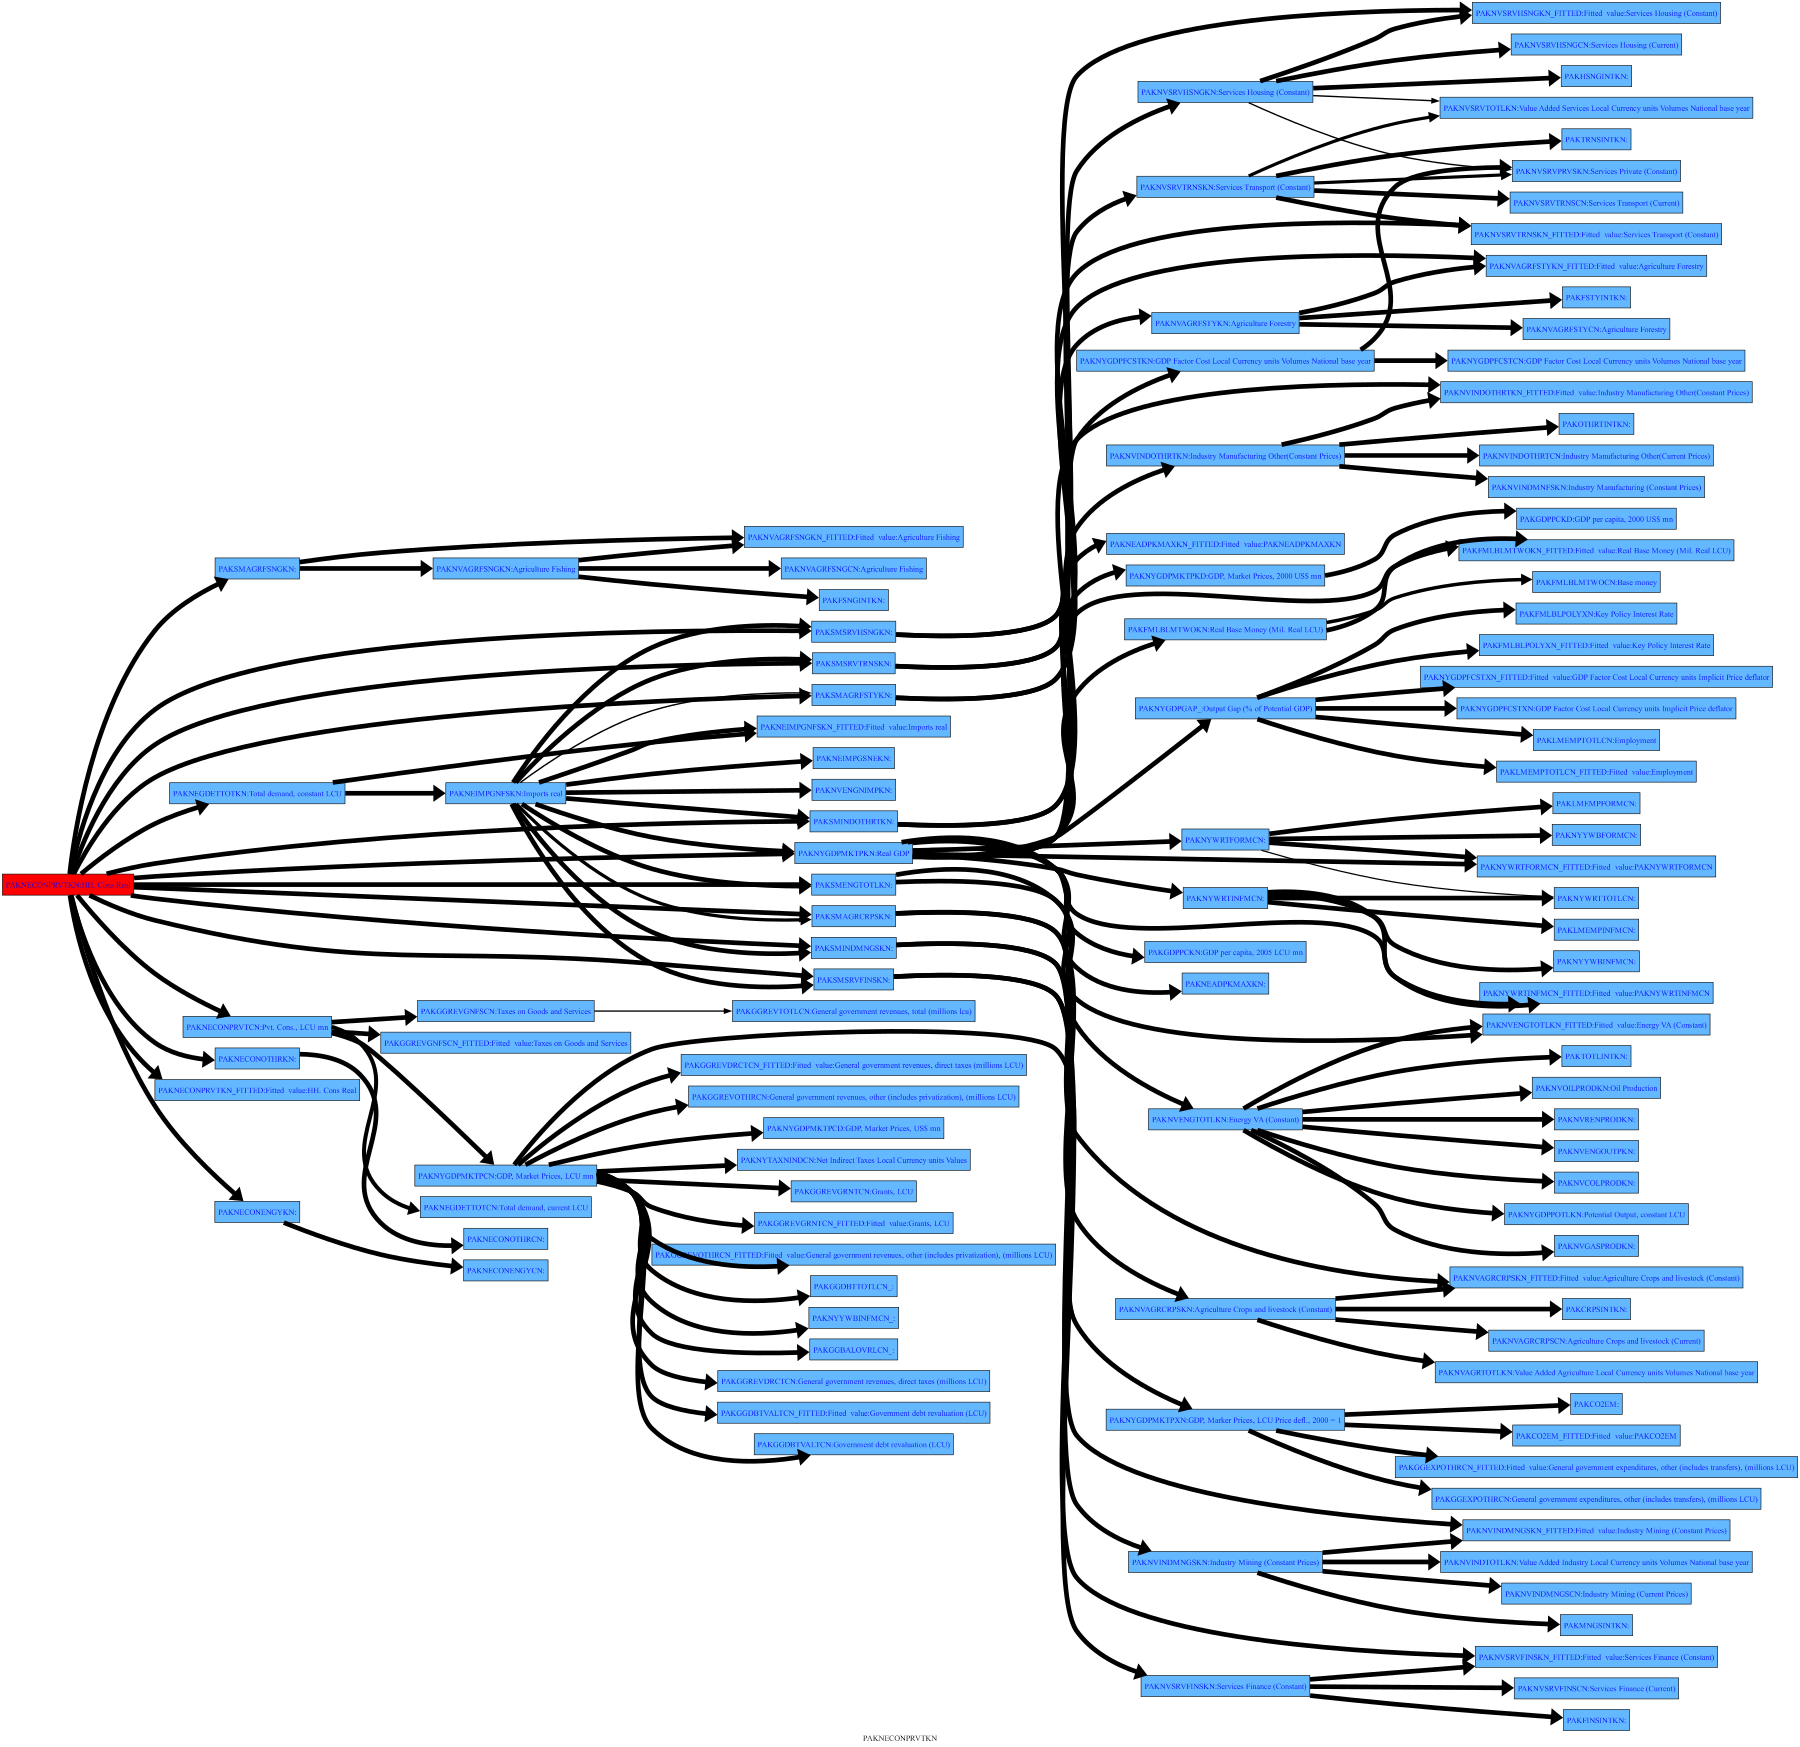 PAKNVSRVHSNGKN_FITTED:Fitted value:Services Housing (Constant)
PAKNVSRVHSNGCN:Services Housing (Current)
PAKHSNGINTKN:
PAKNVSRVHSNGKN:Services Housing (Constant)
PAKNVSRVTOTLKN:Value Added Services Local Currency units Volumes National base year
PAKTRNSINTKN:
PAKNVSRVPRVSKN:Services Private (Constant)
PAKNVSRVTRNSKN:Services Transport (Constant)
PAKNVSRVTRNSCN:Services Transport (Current)
PAKNVSRVTRNSKN_FITTED:Fitted value:Services Transport (Constant)
PAKNVAGRFSTYKN_FITTED:Fitted value:Agriculture Forestry
PAKFSTYINTKN:
PAKNVAGRFSTYKN:Agriculture Forestry
PAKNVAGRFSTYCN:Agriculture Forestry
PAKNYGDPFCSTKN:GDP Factor Cost Local Currency units Volumes National base year
PAKNYGDPFCSTCN:GDP Factor Cost Local Currency units Volumes National base year
PAKNVINDOTHRTKN_FITTED:Fitted value:Industry Manufacturing Other(Constant Prices)
PAKOTHRTINTKN:
PAKNVINDOTHRTKN:Industry Manufacturing Other(Constant Prices)
PAKNVINDOTHRTCN:Industry Manufacturing Other(Current Prices)
PAKNVINDMNFSKN:Industry Manufacturing (Constant Prices)
PAKGDPPCKD:GDP per capita, 2000 US$ mn
PAKNVAGRFSNGKN_FITTED:Fitted value:Agriculture Fishing
PAKNEADPKMAXKN_FITTED:Fitted value:PAKNEADPKMAXKN
PAKFMLBLMTWOKN_FITTED:Fitted value:Real Base Money (Mil. Real LCU)
PAKSMAGRFSNGKN:
PAKNVAGRFSNGKN:Agriculture Fishing
PAKNVAGRFSNGCN:Agriculture Fishing
PAKNYGDPMKTPKD:GDP, Market Prices, 2000 US$ mn
PAKFMLBLMTWOCN:Base money
PAKFSNGINTKN:
PAKFMLBLPOLYXN:Key Policy Interest Rate
PAKSMSRVHSNGKN:
PAKFMLBLMTWOKN:Real Base Money (Mil. Real LCU)
PAKFMLBLPOLYXN_FITTED:Fitted value:Key Policy Interest Rate
PAKSMSRVTRNSKN:
PAKNYGDPFCSTXN_FITTED:Fitted value:GDP Factor Cost Local Currency units Implicit Price deflator
PAKSMAGRFSTYKN:
PAKNYGDPGAP_:Output Gap (% of Potential GDP)
PAKNYGDPFCSTXN:GDP Factor Cost Local Currency units Implicit Price deflator
PAKNEIMPGNFSKN_FITTED:Fitted value:Imports real
PAKLMEMPTOTLCN:Employment
PAKNEIMPGSNEKN:
PAKLMEMPTOTLCN_FITTED:Fitted value:Employment
PAKNEGDETTOTKN:Total demand, constant LCU
PAKNEIMPGNFSKN:Imports real
PAKNVENGNIMPKN:
PAKLMEMPFORMCN:
PAKSMINDOTHRTKN:
PAKNYWRTFORMCN:
PAKNYYWBFORMCN:
PAKNYGDPMKTPKN:Real GDP
PAKNYWRTFORMCN_FITTED:Fitted value:PAKNYWRTFORMCN
PAKNECONPRVTKN:HH. Cons Real
PAKSMENGTOTLKN:
PAKNYWRTINFMCN:
PAKNYWRTTOTLCN:
PAKSMAGRCRPSKN:
PAKLMEMPINFMCN:
PAKSMINDMNGSKN:
PAKGDPPCKN:GDP per capita, 2005 LCU mn
PAKNYYWBINFMCN:
PAKSMSRVFINSKN:
PAKNEADPKMAXKN:
PAKNYWRTINFMCN_FITTED:Fitted value:PAKNYWRTINFMCN
PAKGGREVGNFSCN:Taxes on Goods and Services
PAKGGREVTOTLCN:General government revenues, total (millions lcu)
PAKNECONPRVTCN:Pvt. Cons., LCU mn
PAKNVENGTOTLKN_FITTED:Fitted value:Energy VA (Constant)
PAKGGREVGNFSCN_FITTED:Fitted value:Taxes on Goods and Services
PAKNECONOTHRKN:
PAKGGREVDRCTCN_FITTED:Fitted value:General government revenues, direct taxes (millions LCU)
PAKTOTLINTKN:
PAKNECONPRVTKN_FITTED:Fitted value:HH. Cons Real
PAKGGREVOTHRCN:General government revenues, other (includes privatization), (millions LCU)
PAKNVOILPRODKN:Oil Production
PAKNYGDPMKTPCD:GDP, Market Prices, US$ mn
PAKNVENGTOTLKN:Energy VA (Constant)
PAKNVRENPRODKN:
PAKNYTAXNINDCN:Net Indirect Taxes Local Currency units Values
PAKNVENGOUTPKN:
PAKNYGDPMKTPCN:GDP, Market Prices, LCU mn
PAKGGREVGRNTCN:Grants, LCU
PAKNVCOLPRODKN:
PAKNECONENGYKN:
PAKNEGDETTOTCN:Total demand, current LCU
PAKGGREVGRNTCN_FITTED:Fitted value:Grants, LCU
PAKNYGDPPOTLKN:Potential Output, constant LCU
PAKNECONOTHRCN:
PAKGGREVOTHRCN_FITTED:Fitted value:General government revenues, other (includes privatization), (millions LCU)
PAKNVGASPRODKN:
PAKNECONENGYCN:
PAKGGDBTTOTLCN_:
PAKNVAGRCRPSKN_FITTED:Fitted value:Agriculture Crops and livestock (Constant)
PAKNYYWBINFMCN_:
PAKNVAGRCRPSKN:Agriculture Crops and livestock (Constant)
PAKCRPSINTKN:
PAKGGBALOVRLCN_:
PAKNVAGRCRPSCN:Agriculture Crops and livestock (Current)
PAKGGREVDRCTCN:General government revenues, direct taxes (millions LCU)
PAKNVAGRTOTLKN:Value Added Agriculture Local Currency units Volumes National base year
PAKGGDBTVALTCN_FITTED:Fitted value:Government debt revaluation (LCU)
PAKNYGDPMKTPXN:GDP, Marker Prices, LCU Price defl., 2000 = 1
PAKCO2EM:
PAKGGDBTVALTCN:Government debt revaluation (LCU)
PAKCO2EM_FITTED:Fitted value:PAKCO2EM
PAKGGEXPOTHRCN_FITTED:Fitted value:General government expenditures, other (includes transfers), (millions LCU)
PAKGGEXPOTHRCN:General government expenditures, other (includes transfers), (millions LCU)
PAKNVINDMNGSKN_FITTED:Fitted value:Industry Mining (Constant Prices)
PAKNVINDMNGSKN:Industry Mining (Constant Prices)
PAKNVINDTOTLKN:Value Added Industry Local Currency units Volumes National base year
PAKNVINDMNGSCN:Industry Mining (Current Prices)
PAKMNGSINTKN:
PAKNVSRVFINSKN_FITTED:Fitted value:Services Finance (Constant)
PAKNVSRVFINSKN:Services Finance (Constant)
PAKNVSRVFINSCN:Services Finance (Current)
PAKFINSINTKN:
PAKNECONPRVTKN